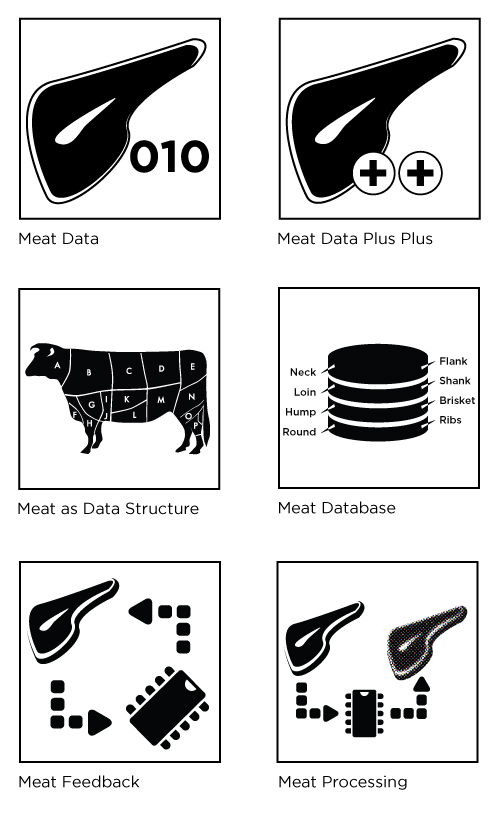 010
Meat Data
Meat Data Plus Plus
A
B
C
D
E
F
G
H
I
J
K
L
M
N
O
P
Meat as Data Structure
Neck
Loin
Hump
Round
Flank
Shank
Brisket
Ribs
Meat Database
Meat Feedback
Meat Processing